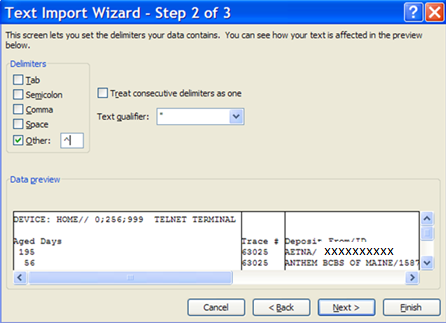 Text Import Wizard - Step 2 of 3
This screen lets you set the delimiters your data contains. You can see how your text is affected in the preview
below.
Delimiters
Tab
Semicolon
Comma
Space
Other: ^
Treat consecutive delimiters as one
Text qualifier: "
Data preview
DEVICE: HOME// 0;256;999 TELNET TERMINAL
Aged Days Trace # Deposit From/ID
195 63025 AETNA/ XXXXXXXXXX
56 63025 ANTHEM BCBS OF MAINE/1587
Cancel < Back Next > Finish